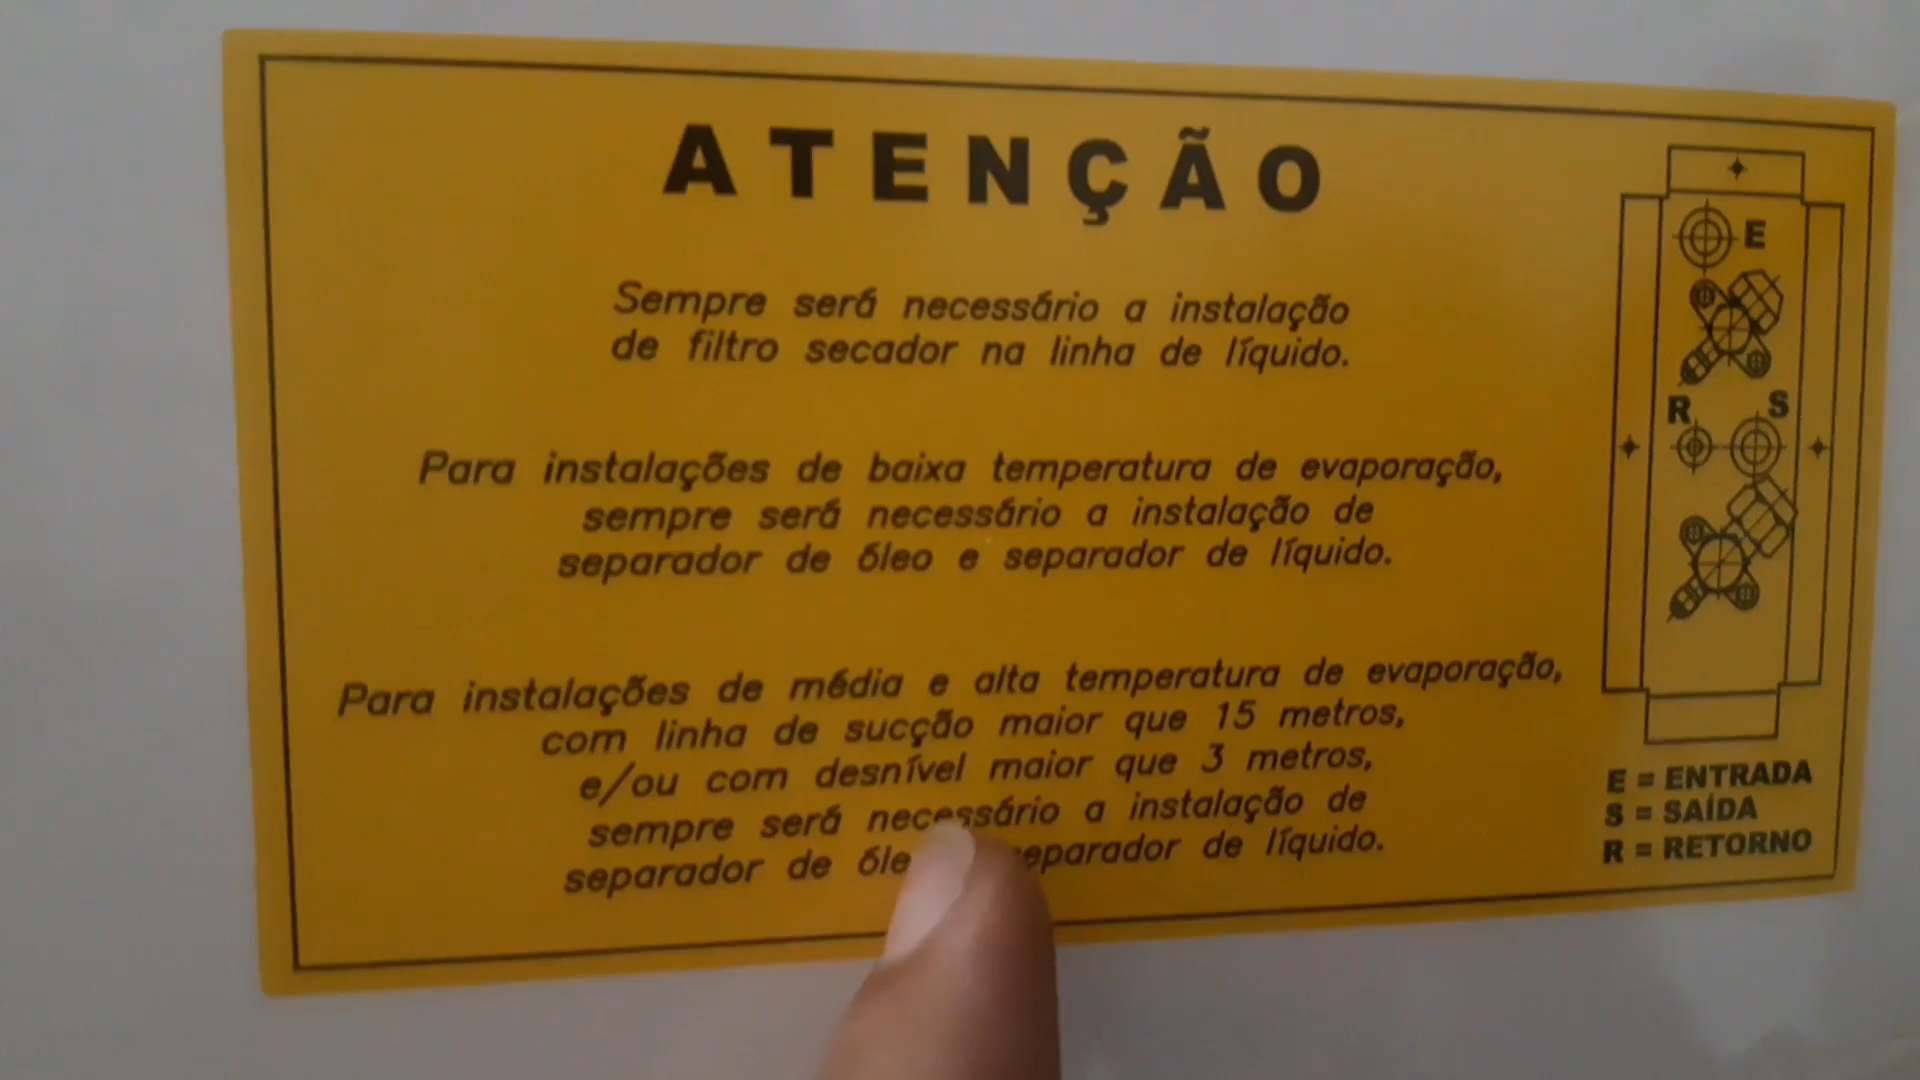 ATENÇÃO
Sempre será necessário a instalação
de filtro secador na linha de líquido.
Para instalações de baixa temperatura de evaporação,
sempre será necessário a instalação de
separador de óleo e separador de líquido.
Para instalações de média e alta temperatura de evaporação,
com linha de sucção maior que 15 metros,
e/ou com desnível maior que 3 metros,
sempre será necessário a instalação de
separador de de líquido.
E
R S
E = ENTRADA
S = SAÍDA
R = RETORNO